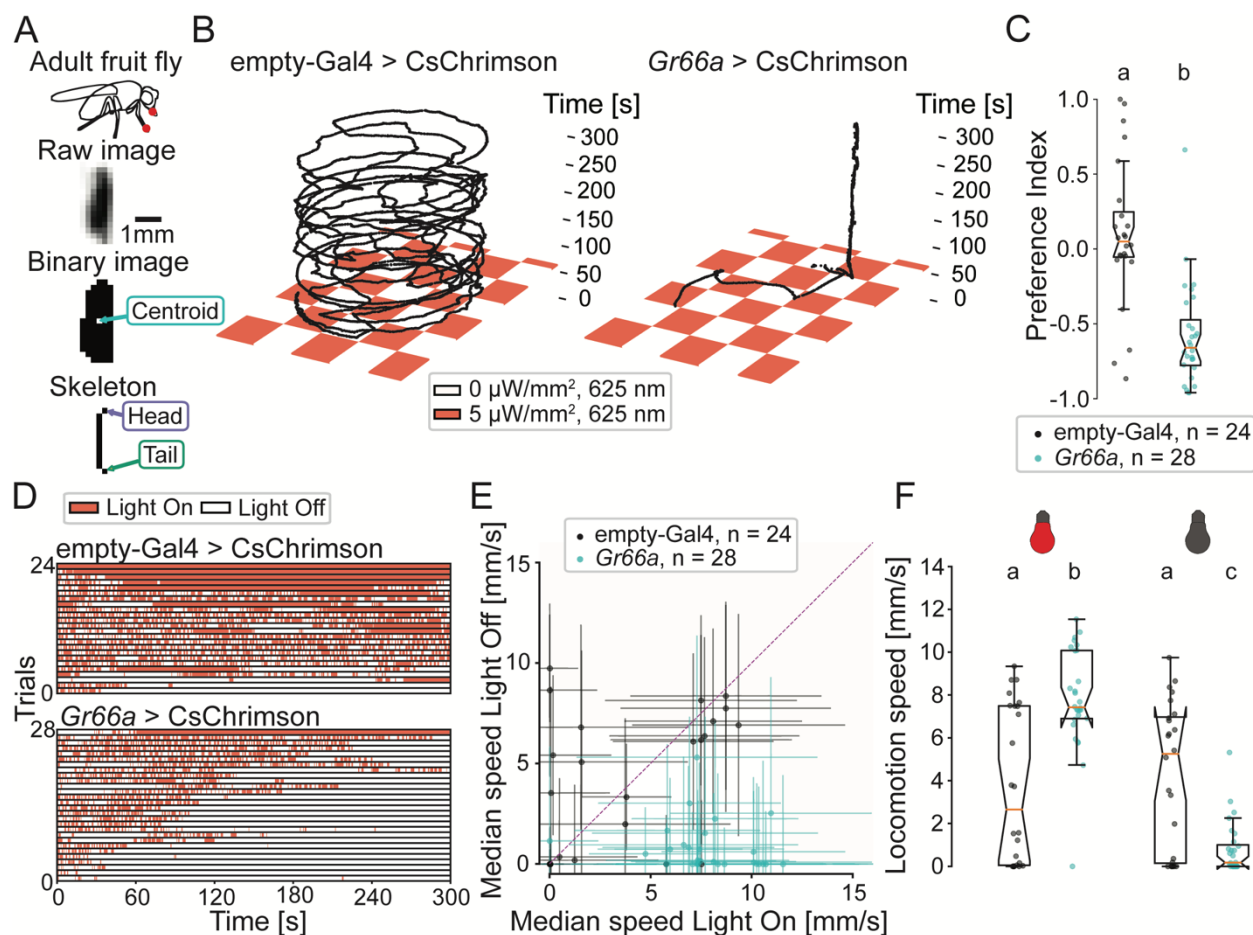 A
Adult fruit fly
Raw image
1mm
Binary image
Centroid
Skeleton
Head
Tail
B
empty-Gal4 > CsChrimson
Time [s]
- 300
- 250
- 200
- 150
- 100
- 50
- 0
Gr66a > CsChrimson
Time [s]
- 300
- 250
- 200
- 150
- 100
- 50
- 0
0 µW/mm², 625 nm
5 µW/mm², 625 nm
C
a b
Preference Index
1.0
0.5
0.0
-0.5
-1.0
empty-Gal4, n = 24
Gr66a, n = 28
D
Light On Light Off
empty-Gal4 > CsChrimson
24
0
Trials
Gr66a > CsChrimson
28
0
0 60 120 180 240 300
Time [s]
E
empty-Gal4, n = 24
Gr66a, n = 28
Median speed Light Off [mm/s]
15
10
5
0
0 5 10 15
Median speed Light On [mm/s]
F
Locomotion speed [mm/s]
14
12
10
8
6
4
2
0
a b a c